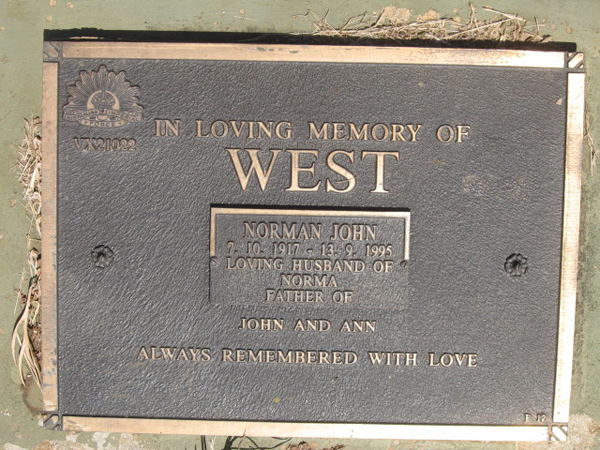 FORCES
VX21022
IN LOVING MEMORY OF
WEST
NORMAN JOHN
7. 10. 1917 - 13. 9. 1995
LOVING HUSBAND OF
NORMA
FATHER OF
JOHN AND ANN
ALWAYS REMEMBERED WITH LOVE